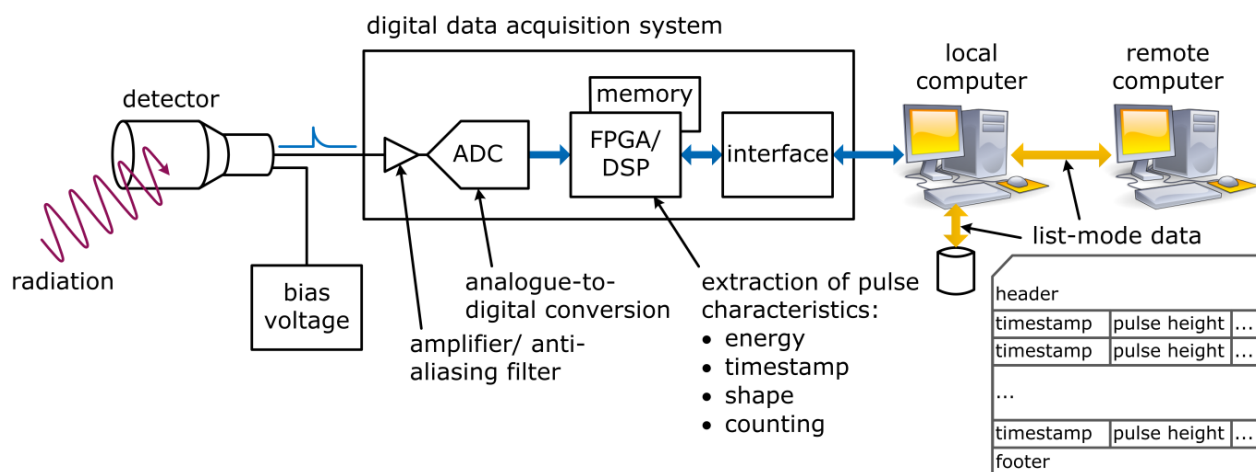 digital data acquisition system
local
computer
remote
computer
detector
memory
ADC
FPGA/
DSP
interface
radiation
bias
voltage
analogue-to-
digital conversion
amplifier/ anti-
aliasing filter
extraction of pulse
characteristics:
• energy
• timestamp
• shape
• counting
list-mode data
header
timestamp pulse height ...
timestamp pulse height ...
...
timestamp pulse height ...
footer